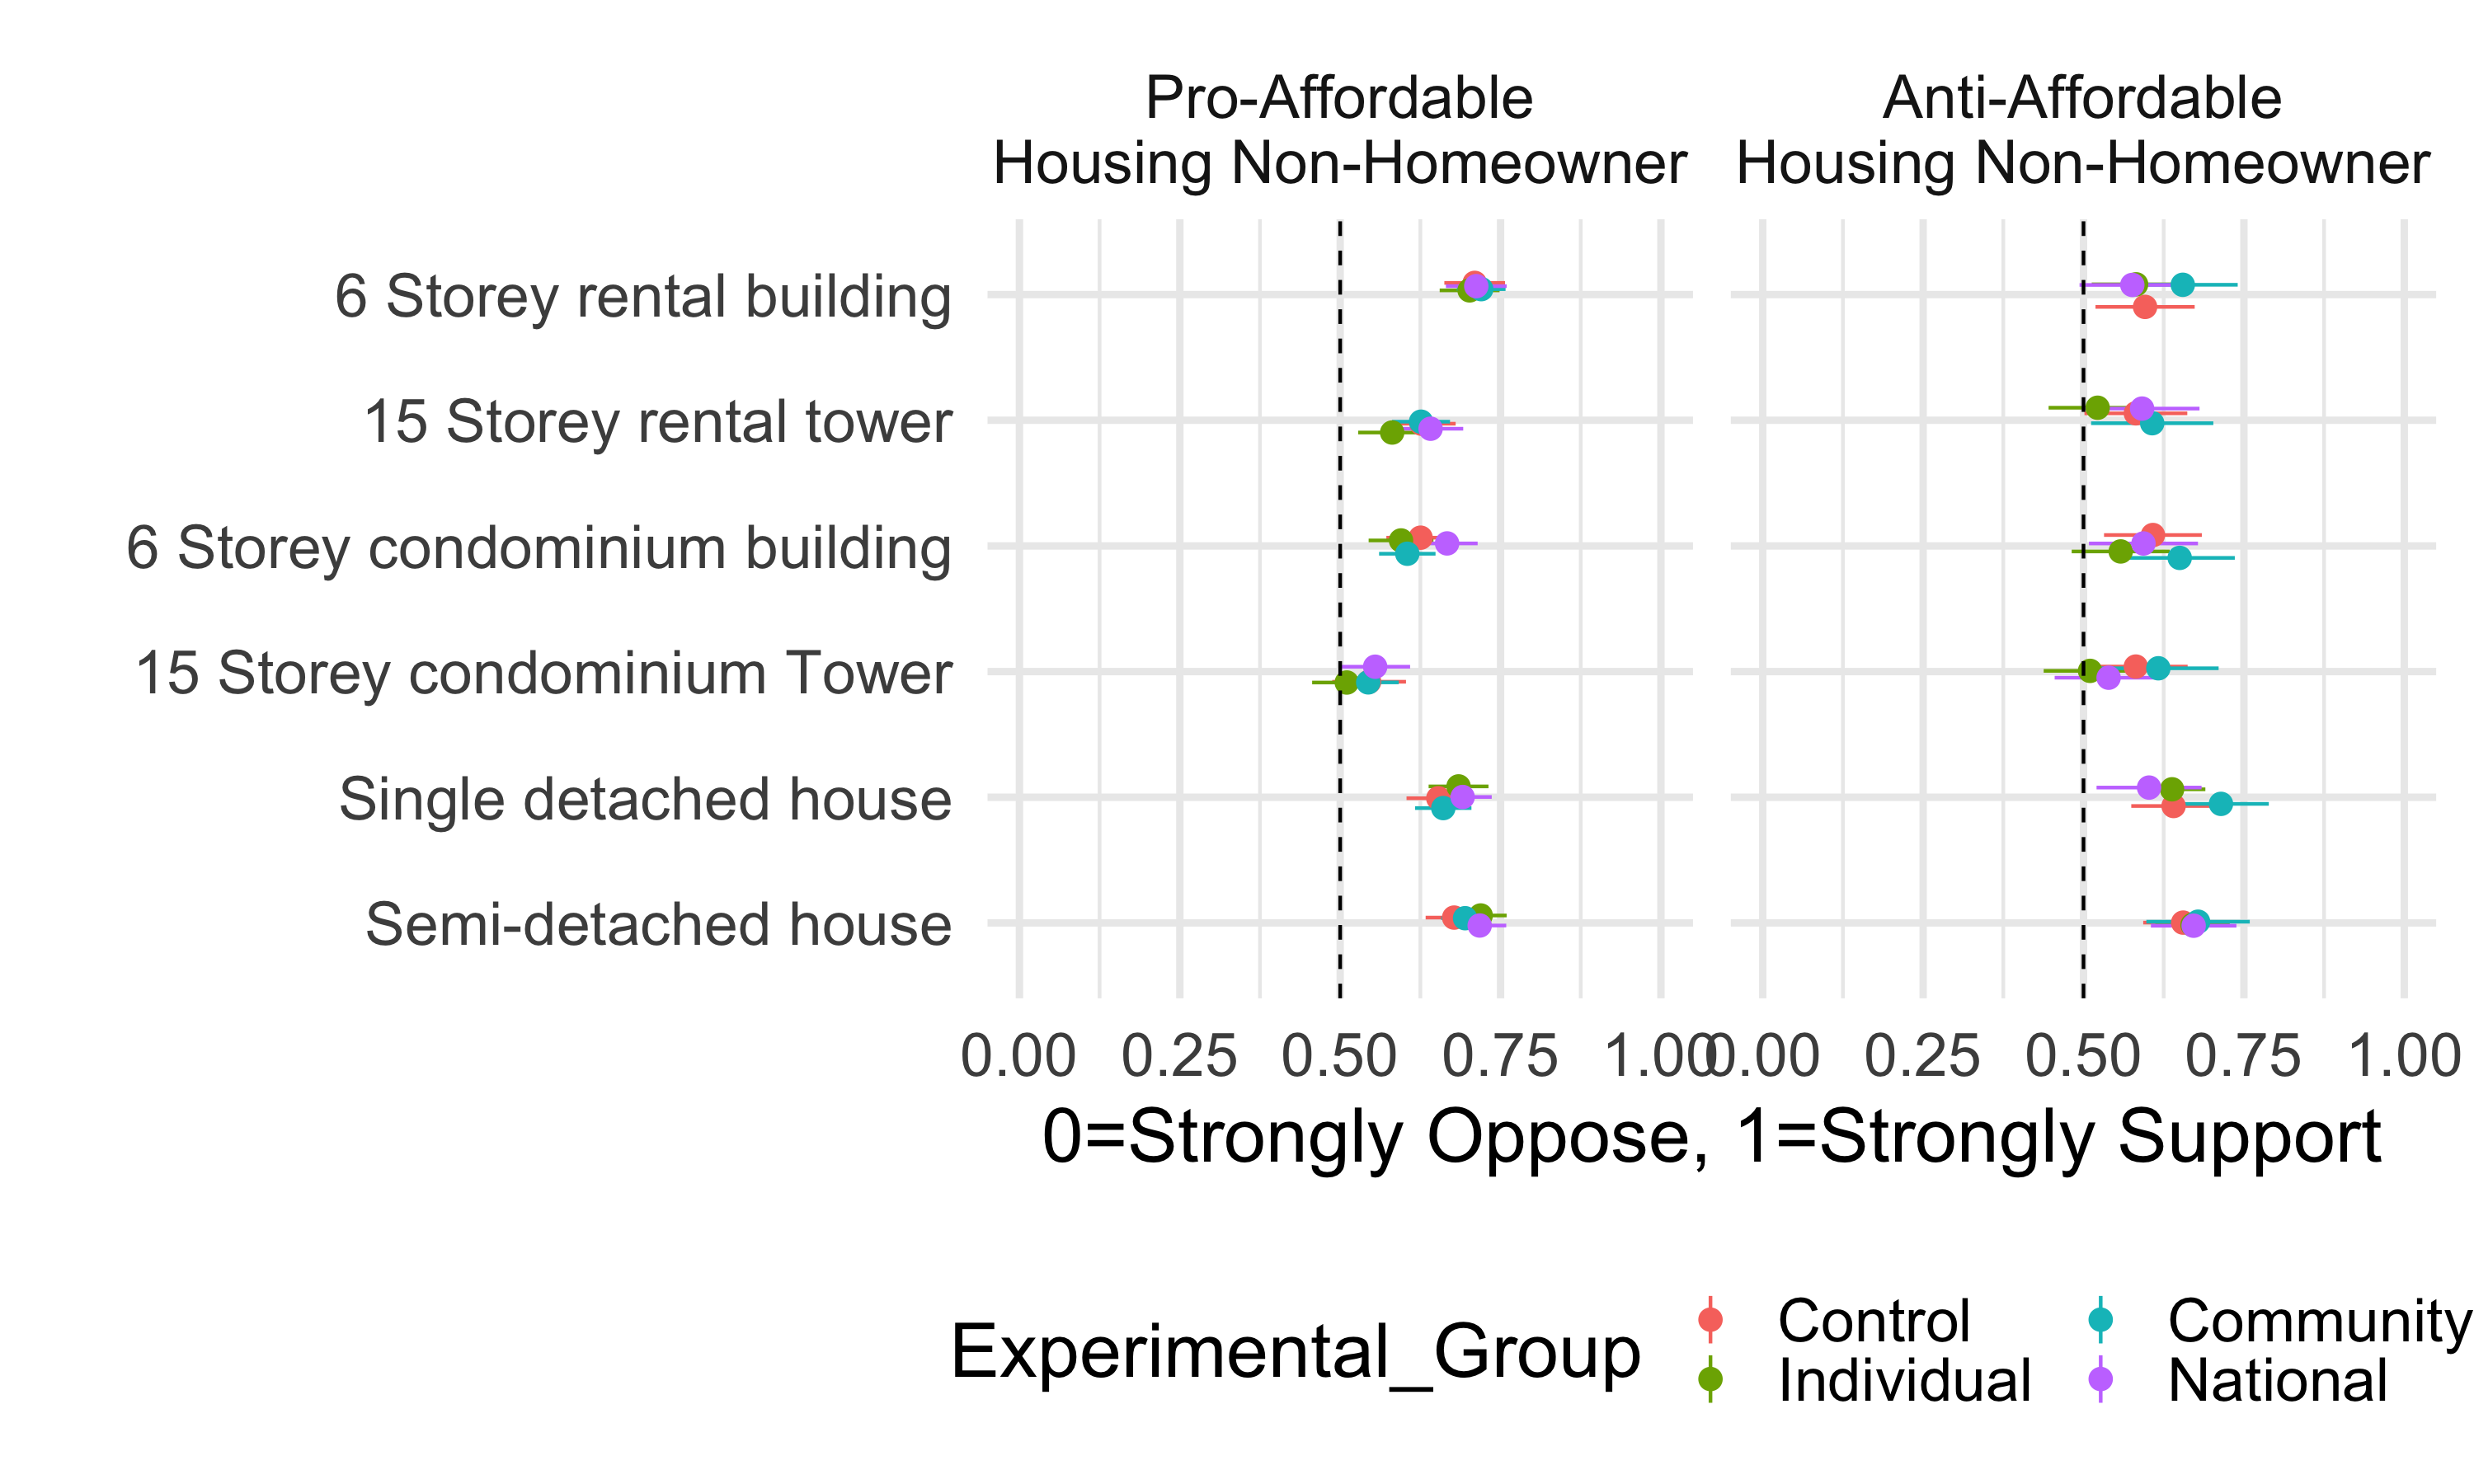 Pro-Affordable
Housing Non-Homeowner
Anti-Affordable
Housing Non-Homeowner
6 Storey rental building
15 Storey rental tower
6 Storey condominium building
15 Storey condominium Tower
Single detached house
Semi-detached house
0.00 0.25 0.50 0.75 1.00
0.00 0.25 0.50 0.75 1.00
0=Strongly Oppose, 1=Strongly Support
Experimental_Group
Control
Individual
Community
National